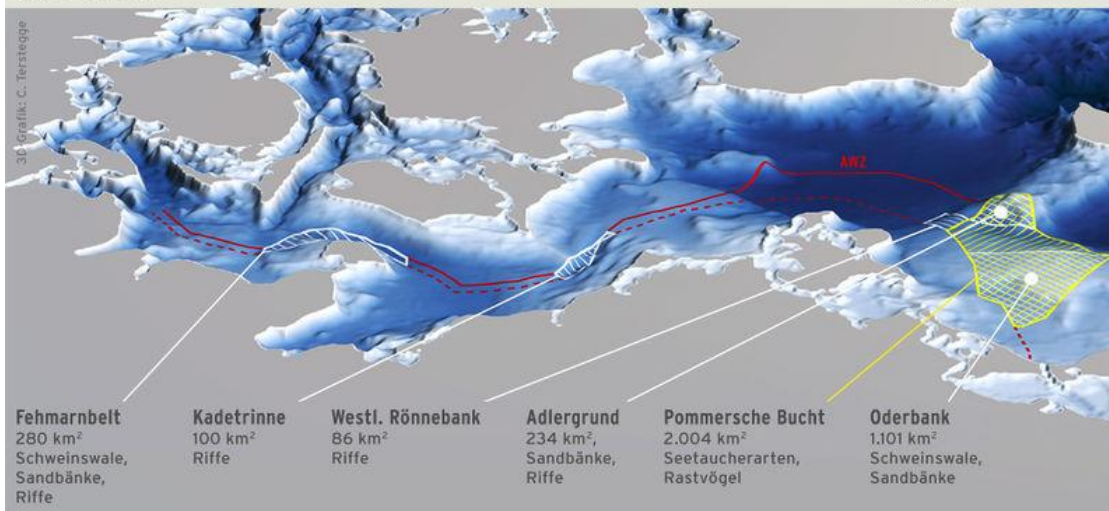 3D-Grafik: C. Terstegge
AWZ
Fehmarnbelt
280 km²
Schweinswale,
Sandbänke,
Riffe
Kadetrinne
100 km²
Riffe
Westl. Rönnebank
86 km²
Riffe
Adlergrund
234 km²,
Sandbänke,
Riffe
Pommersche Bucht
2.004 km²
Seetaucherarten,
Rastvögel
Oderbank
1.101 km²
Schweinswale,
Sandbänke